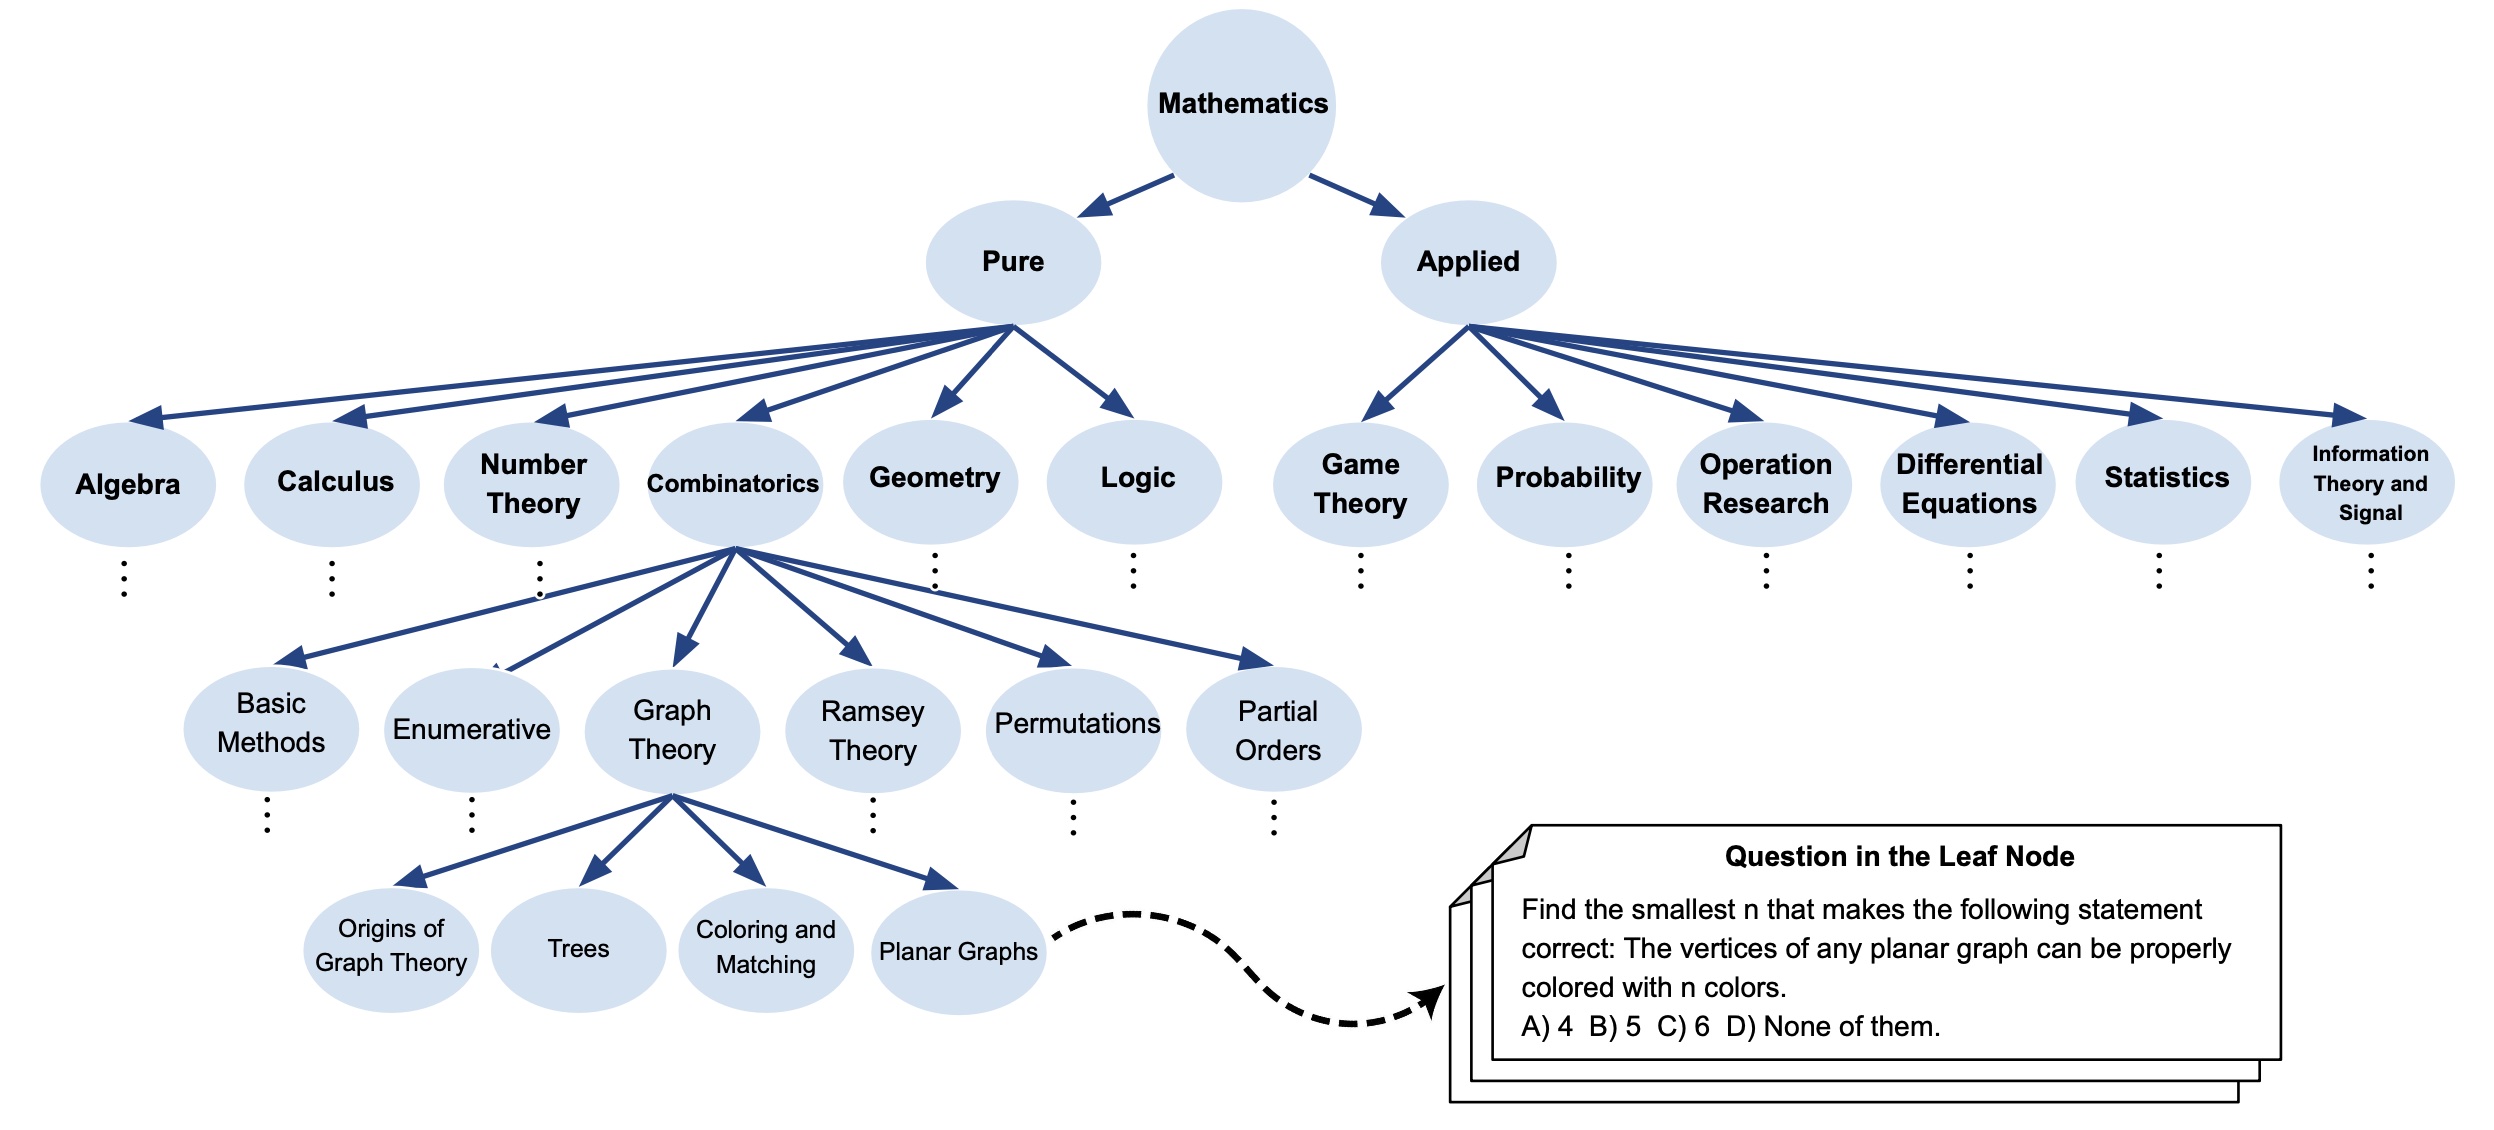 Mathematics
Pure
Applied
Algebra
Calculus
Number
Theory
Combinatorics
Geometry
Logic
Game
Theory
Probability
Operation
Research
Differential
Equations
Statistics
Information
Theory and
Signal
Basic
Methods
Enumerative
Graph
Theory
Ramsey
Theory
Permutations
Partial
Orders
Origins of
Graph Theory
Trees
Coloring and
Matching
Planar Graphs
Question in the Leaf Node
Find the smallest n that makes the following statement
correct: The vertices of any planar graph can be properly
colored with n colors.
A) 4 B) 5 C) 6 D) None of them.